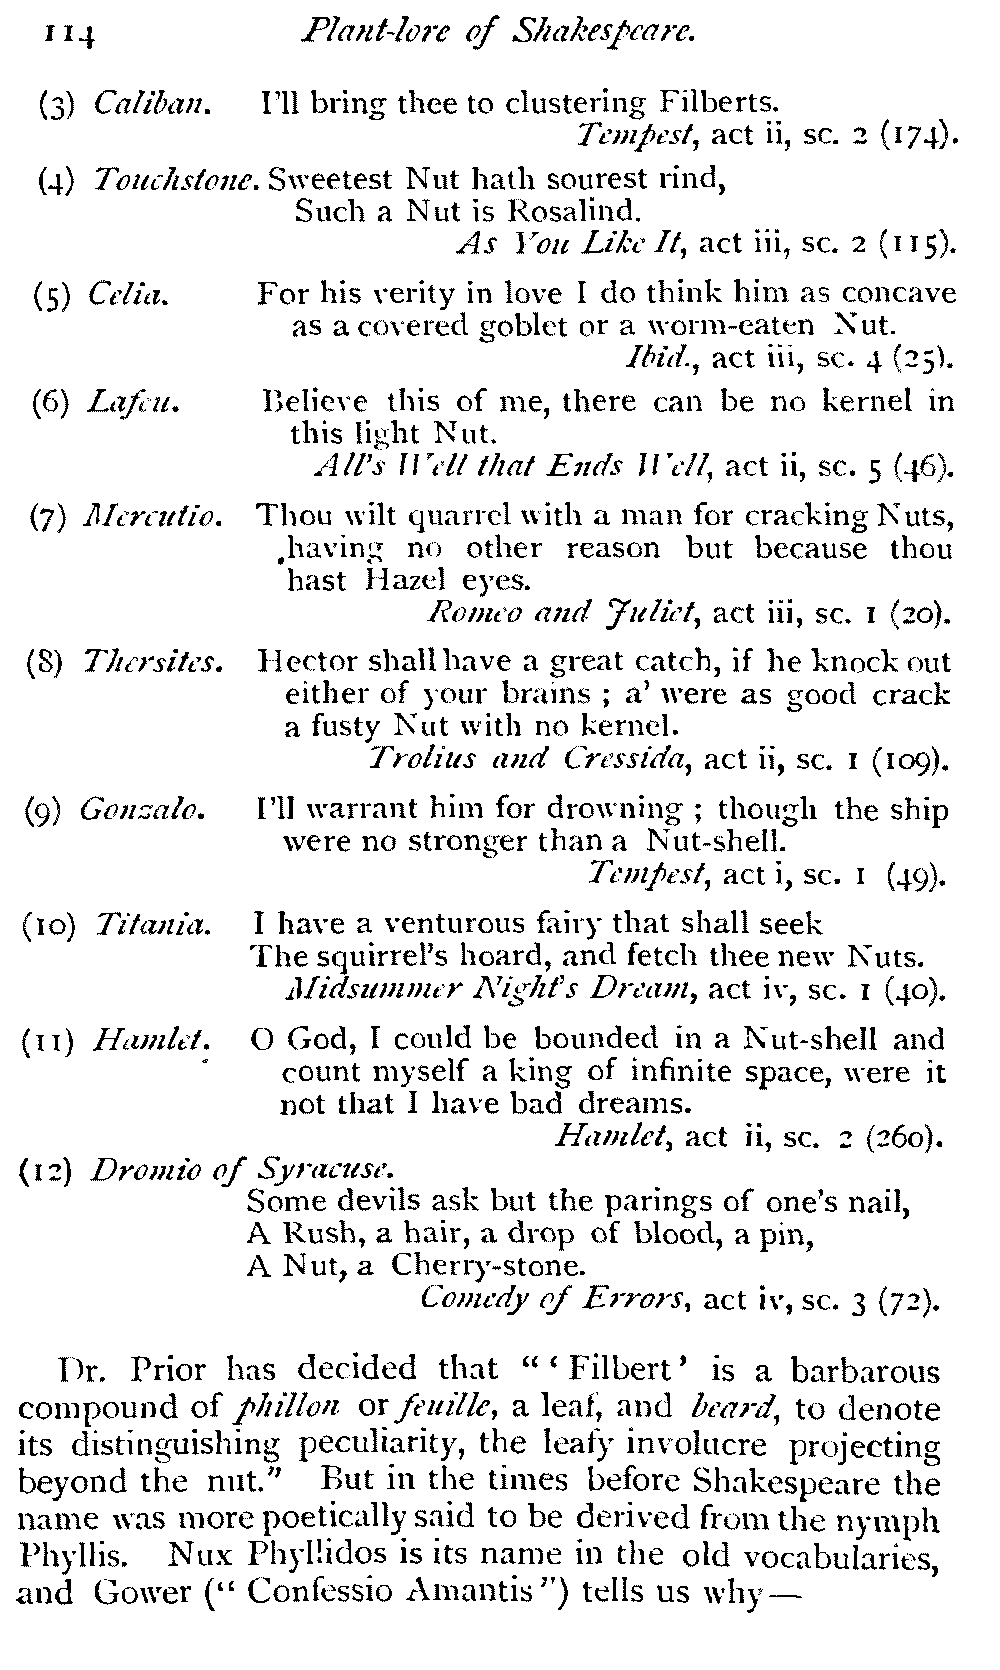 114 Plant-lore of Shakespeare.
(3) Caliban. I'll bring thee to clustering Filberts.
Tempest, act ii, sc. 2 (174).
(4) Touchstone. Sweetest Nut hath sourest rind,
Such a Nut is Rosalind.
As You Like It, act iii, sc. 2 (115).
(5) Celia. For his verity in love I do think him as concave
as a covered goblet or a worm-eaten Nut.
Ibid., act iii, sc. 4 (25).
(6) Lafeu. Believe this of me, there can be no kernel in
this light Nut.
All's Well that Ends Well, act ii, sc. 5 (46).
(7) Mercutio. Thou wilt quarrel with a man for cracking Nuts,
having no other reason but because thou
hast Hazel eyes.
Romeo and Juliet, act iii, sc. 1 (20).
(8) Thersites. Hector shall have a great catch, if he knock out
either of your brains ; a' were as good crack
a fusty Nut with no kernel.
Trolius and Cressida, act ii, sc. 1 (109).
(9) Gonzalo. I'll warrant him for drowning ; though the ship
were no stronger than a Nut-shell.
Tempest, act i, sc. 1 (49).
(10) Titania. I have a venturous fairy that shall seek
The squirrel's hoard, and fetch thee new Nuts.
Midsummer Night's Dream, act iv, sc. 1 (40).
(11) Hamlet. O God, I could be bounded in a Nut-shell and
count myself a king of infinite space, were it
not that I have bad dreams.
Hamlet, act ii, sc. 2 (260).
(12) Dromio of Syracuse.
Some devils ask but the parings of one's nail,
A Rush, a hair, a drop of blood, a pin,
A Nut, a Cherry-stone.
Comedy of Errors, act iv, sc. 3 (72).
Dr. Prior has decided that "'Filbert' is a barbarous
compound of phillon or feuille, a leaf, and beard, to denote
its distinguishing peculiarity, the leafy involucre projecting
beyond the nut." But in the times before Shakespeare the
name was more poetically said to be derived from the nymph
Phyllis. Nux Phyllidos is its name in the old vocabularies,
and Gower ("Confessio Amantis") tells us why—